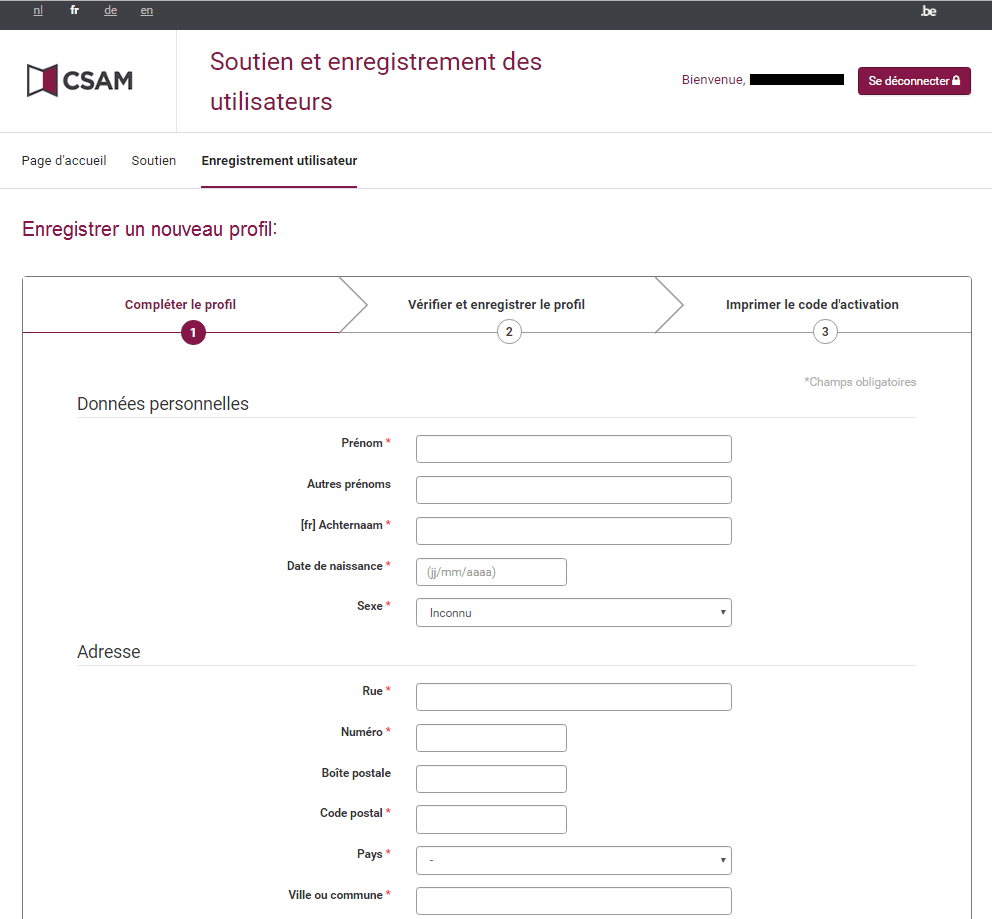 nl fr de en .be
CSAM
Soutien et enregistrement des
utilisateurs
Bienvenue,
Se déconnecter
Page d'accueil Soutien Enregistrement utilisateur
Enregistrer un nouveau profil:
Compléter le profil Vérifier et enregistrer le profil Imprimer le code d'activation
1 2 3
*Champs obligatoires
Données personnelles
Prénom *
Autres prénoms
[fr] Achternaam *
Date de naissance * (jj/mm/aaaa)
Sexe * Inconnu
Adresse
Rue *
Numéro *
Boîte postale
Code postal *
Pays * -
Ville ou commune *